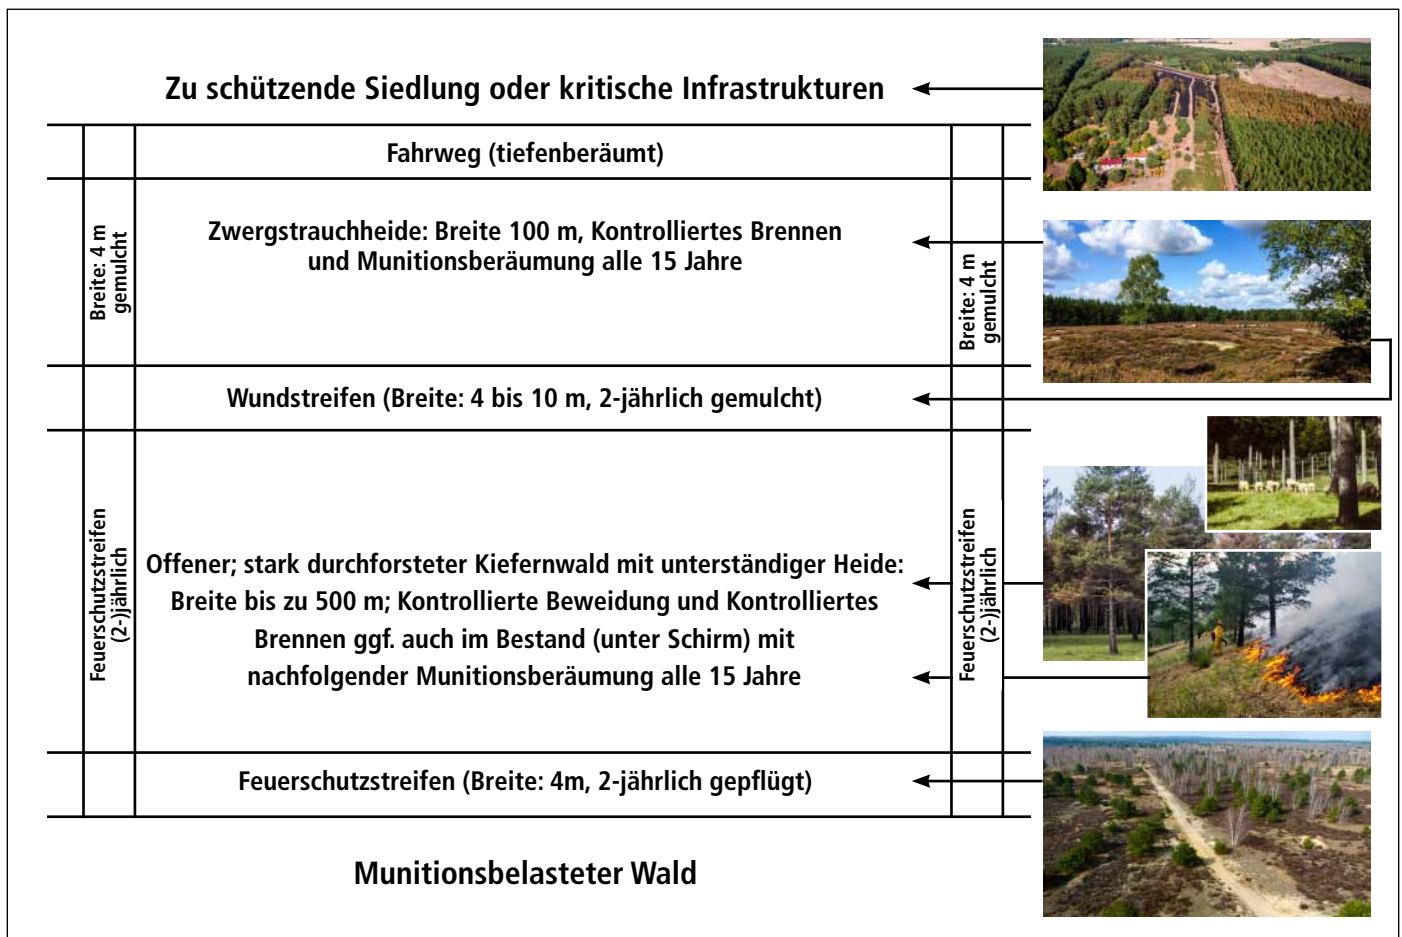 Zu schützende Siedlung oder kritische Infrastrukturen
Fahrweg (tiefenberäumt)
Breite: 4 m
gemulcht
Zwergstrauchheide: Breite 100 m, Kontrolliertes Brennen
und Munitionsberäumung alle 15 Jahre
Breite: 4 m
gemulcht
Wundstreifen (Breite: 4 bis 10 m, 2-jährlich gemulcht)
Feuerschutzstreifen
(2-)jährlich
Offener; stark durchforsteter Kiefernwald mit unterständiger Heide:
Breite bis zu 500 m; Kontrollierte Beweidung und Kontrolliertes
Brennen ggf. auch im Bestand (unter Schirm) mit
nachfolgender Munitionsberäumung alle 15 Jahre
Feuerschutzstreifen
(2-)jährlich
Feuerschutzstreifen (Breite: 4m, 2-jährlich gepflügt)
Munitionsbelasteter Wald